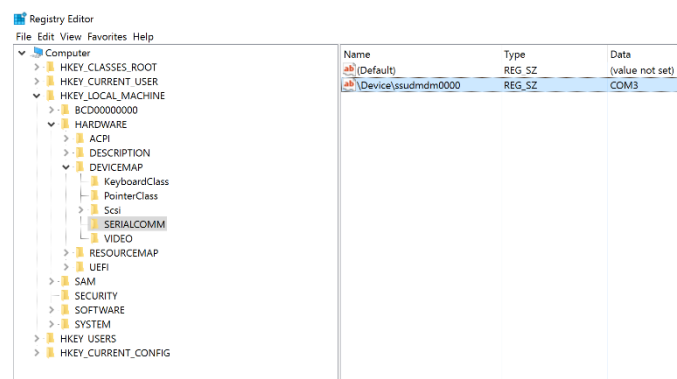 Registry Editor
File Edit View Favorites Help
Computer
HKEY_CLASSES_ROOT
HKEY_CURRENT_USER
HKEY_LOCAL_MACHINE
BCD00000000
HARDWARE
ACPI
DESCRIPTION
DEVICEMAP
KeyboardClass
PointerClass
Scsi
SERIALCOMM
VIDEO
RESOURCEMAP
UEFI
SAM
SECURITY
SOFTWARE
SYSTEM
HKEY_USERS
HKEY_CURRENT_CONFIG
Name Type Data
(Default) REG_SZ (value not set)
\Device\ssudmdm0000 REG_SZ COM3